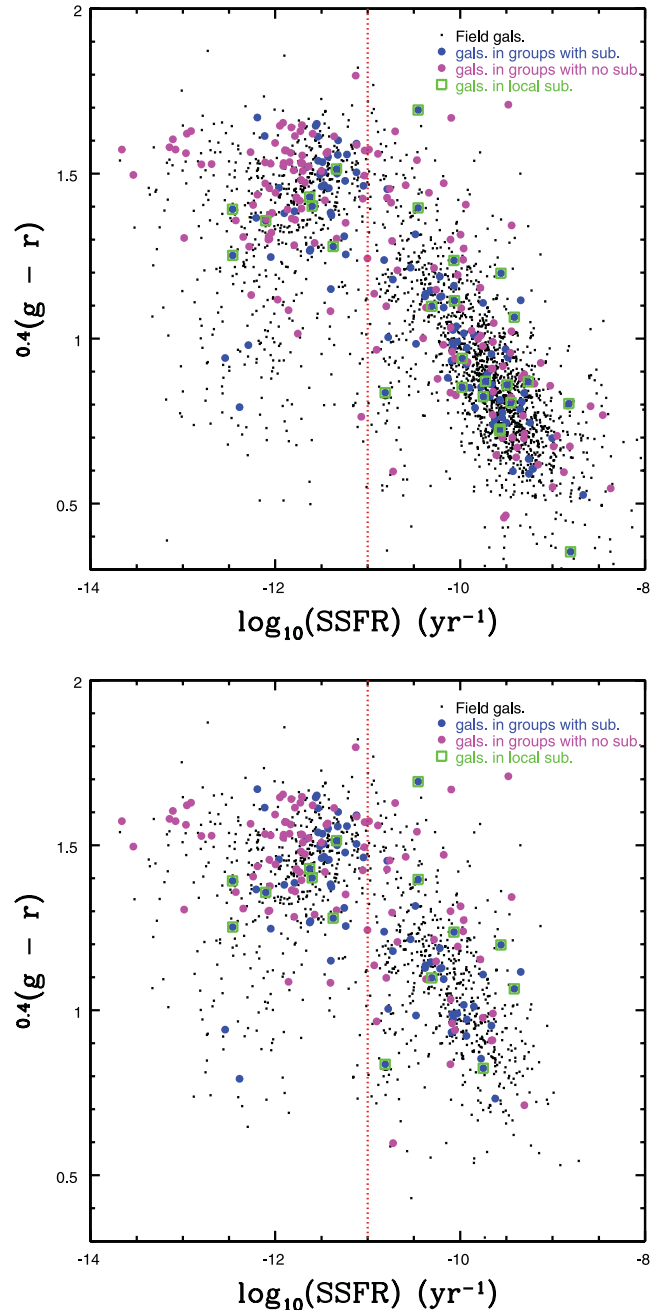 2
Field gals.
gals. in groups with sub.
gals. in groups with no sub.
gals. in local sub.
1.5
1
0.5
0.4(g − r)
-14
-12
-10
-8
log10(SSFR) (yr−1)
2
Field gals.
gals. in groups with sub.
gals. in groups with no sub.
gals. in local sub.
1.5
1
0.5
0.4(g − r)
-14
-12
-10
-8
log10(SSFR) (yr−1)